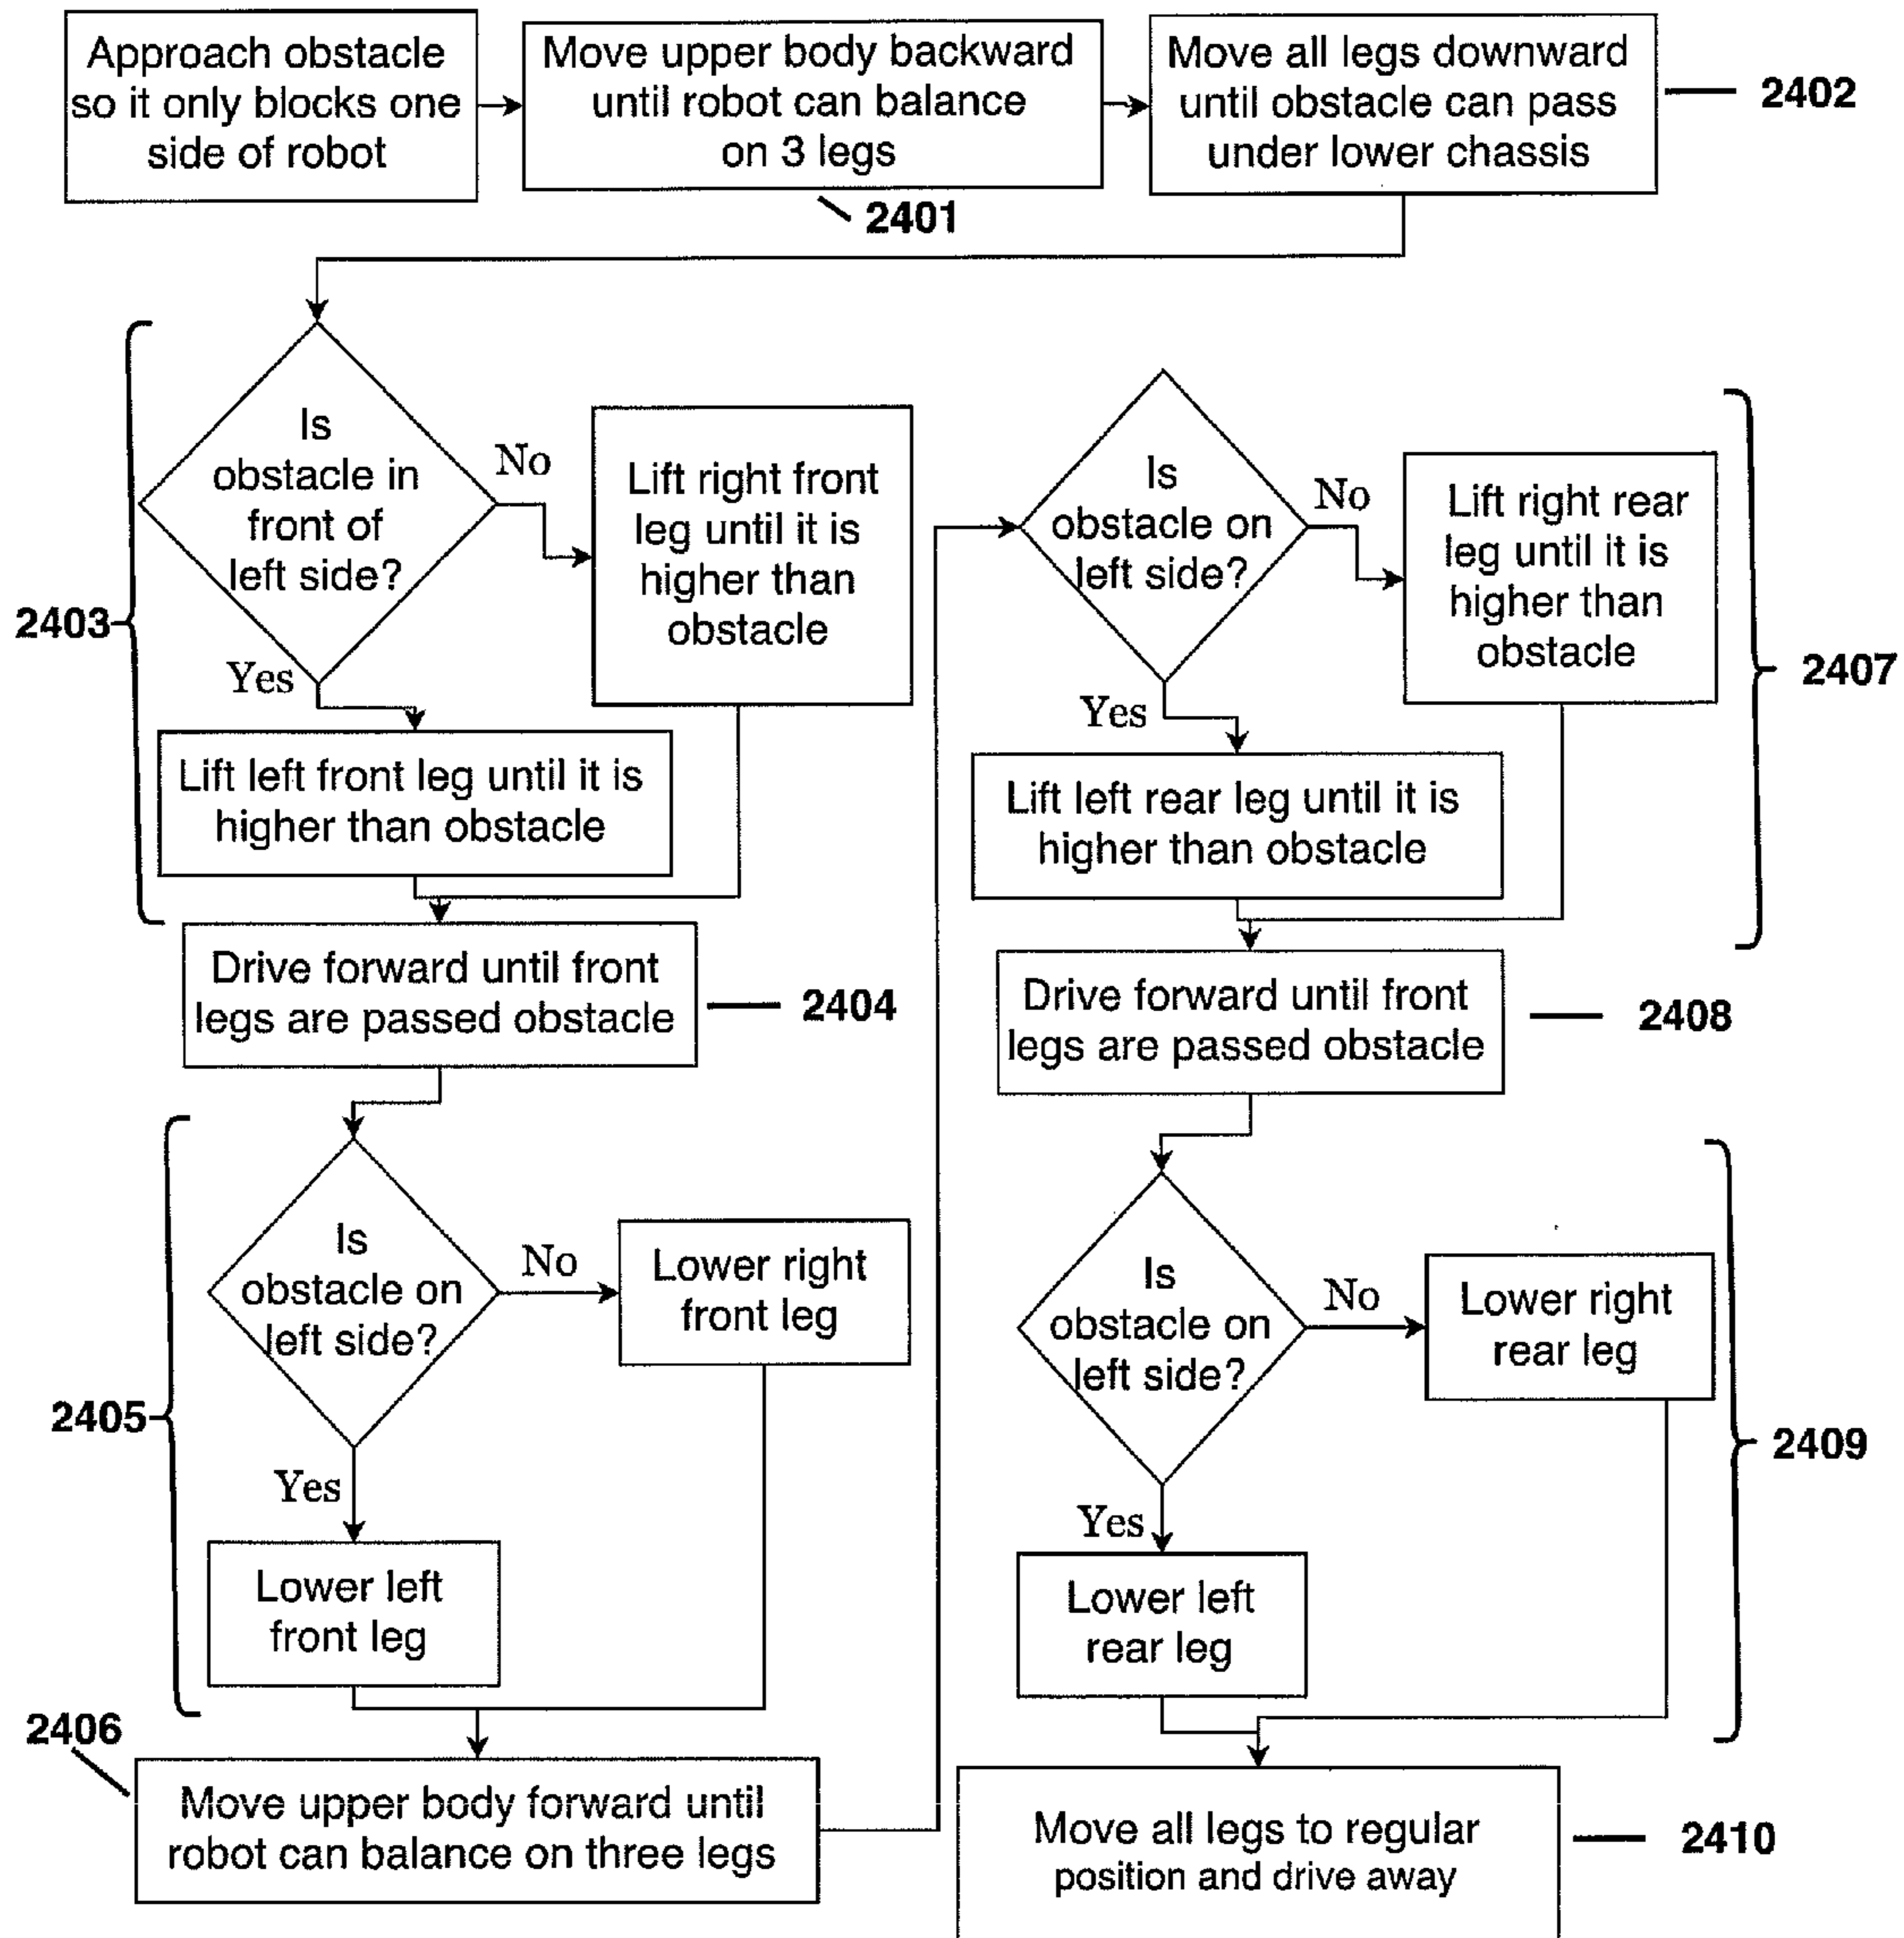 Approach obstacle
so it only blocks one
side of robot
Move upper body backward
until robot can balance
on 3 legs
2401
Move all legs downward
until obstacle can pass
under lower chassis
2402
2403
Is
obstacle in
front of
left side?
No
Lift right front
leg until it is
higher than
obstacle
Yes
Lift left front leg until it is
higher than obstacle
Drive forward until front
legs are passed obstacle
2404
2405
Is
obstacle on
left side?
No
Lower right
front leg
Yes
Lower left
front leg
2406
Move upper body forward until
robot can balance on three legs
Is
obstacle on
left side?
No
Lift right rear
leg until it is
higher than
obstacle
2407
Yes
Lift left rear leg until it is
higher than obstacle
Drive forward until front
legs are passed obstacle
2408
Is
obstacle on
left side?
No
Lower right
rear leg
2409
Yes
Lower left
rear leg
Move all legs to regular
position and drive away
2410